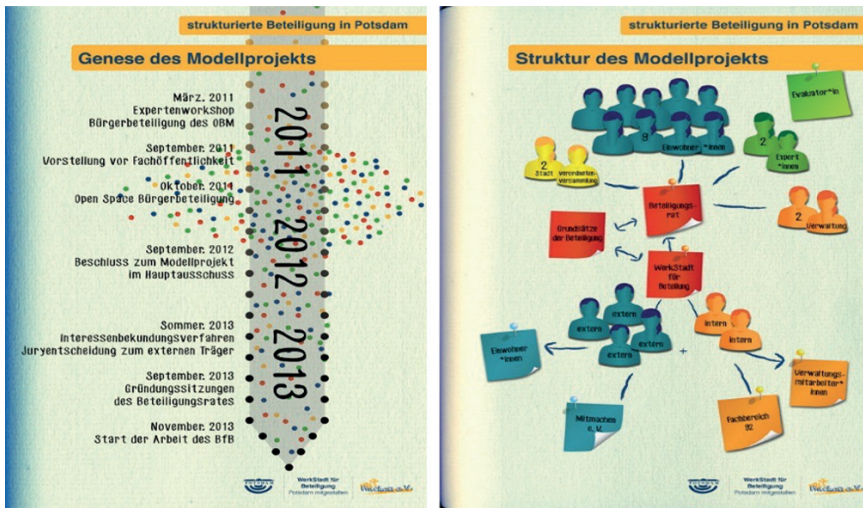 strukturierte Beteiligung in Potsdam
Genese des Modellprojekts
März. 2011
Expertenworkshop
Bürgerbeteiligung des OBM
September. 2011
Vorstellung vor Fachöffentlichkeit
Oktober. 2011
Open Space Bürgerbeteiligung
September. 2012
Beschluss zum Modellprojekt
im Hauptausschuss
Sommer. 2013
Interessenbekundungsverfahren
Juryentscheidung zum externen Träger
September. 2013
Gründungssitzungen
des Beteiligungsrates
November. 2013
Start der Arbeit des BfB
2011
2012
2013
WerkStadt für
Beteiligung
Potsdam mitgestalten
strukturierte Beteiligung in Potsdam
Struktur des Modellprojekts
Evaluator*in
9
Einwohner
*innen
2
Expert
*innen
2
Stadt
verordneten-
versammlung
2
Verwaltung
Beteiligungs-
rat
Grundsätze
der Beteiligung
WerkStadt
für
Beteilung
extern
extern
extern
extern
intern
intern
+
Einwohner
*innen
Verwaltungs-
mitarbeiter*
innen
Mitmachen
e. V.
Fachbereich
92
WerkStadt für
Beteiligung
Potsdam mitgestalten